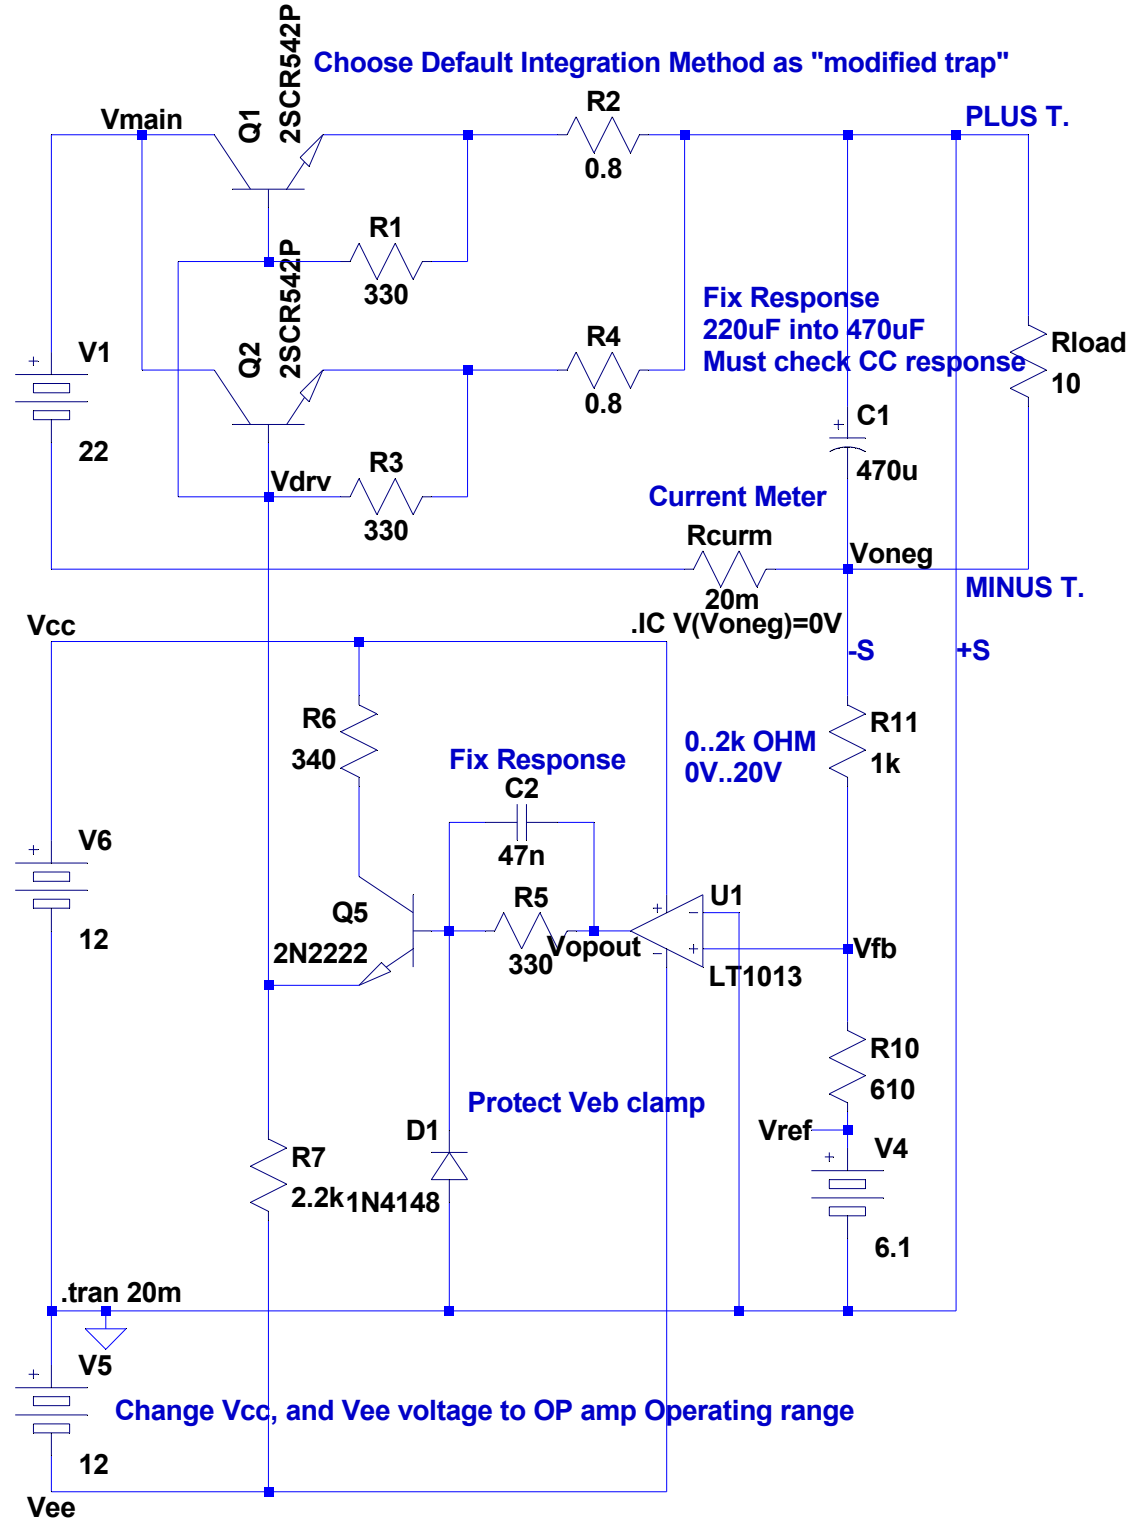 Choose Default Integration Method as "modified trap"
2SCR542P
Q1
Vmain
R2
0.8
PLUS T.
R1
330
2SCR542P
Q2
R4
0.8
Fix Response
220uF into 470uF
Must check CC response
Rload
10
+
V1
22
+
C1
470u
Vdrv
R3
330
Current Meter
Rcurm
20m
Voneg
MINUS T.
.IC V(Voneg)=0V
Vcc
-S
+S
R6
340
0..2k OHM
0V..20V
R11
1k
Fix Response
C2
47n
+
V6
12
Q5
2N2222
R5
330
Vopout
+
-
-
+
U1
LT1013
Vfb
R10
610
Protect Veb clamp
D1
1N4148
Vref
+
V4
6.1
R7
2.2k
.tran 20m
+
V5
12
Change Vcc, and Vee voltage to OP amp Operating range
Vee